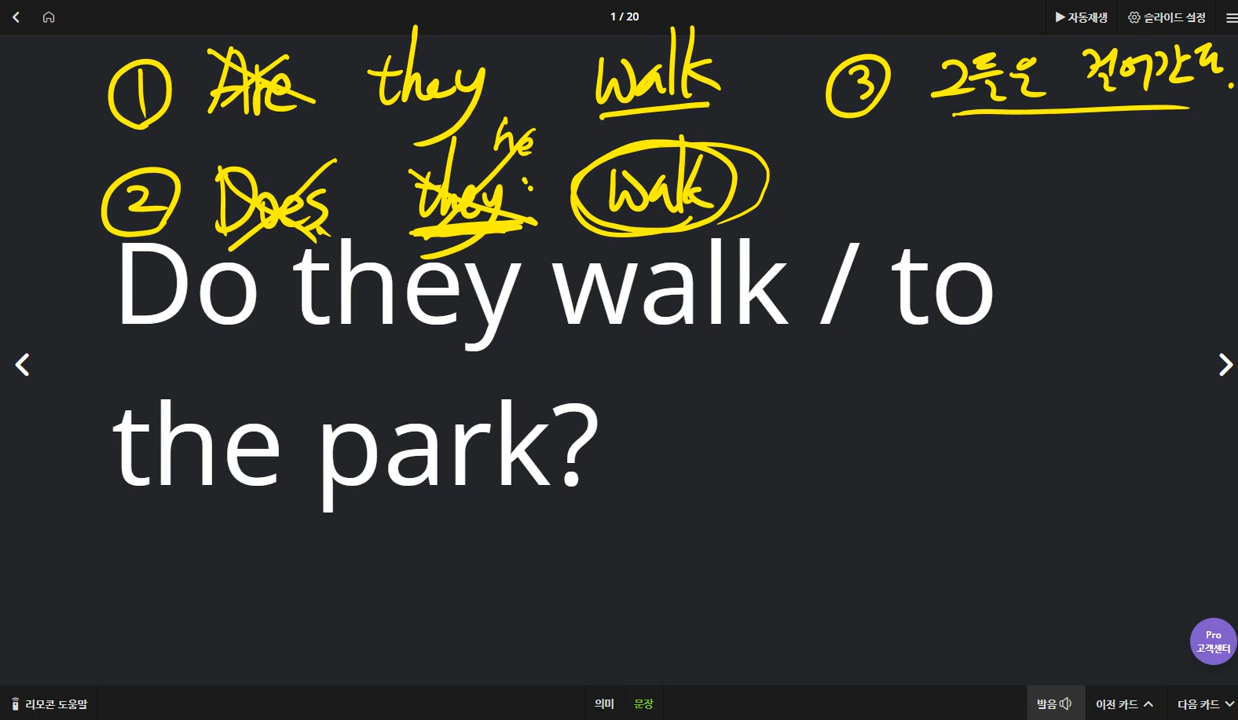 1 / 20
자동재생
슬라이드 설정
① Are they walk
③ 그들은 걸어간다.
② Does they he walk
Do they walk / to
the park?
Pro
고객센터
리모콘 도움말
의미
문장
발음
이전 카드
다음 카드